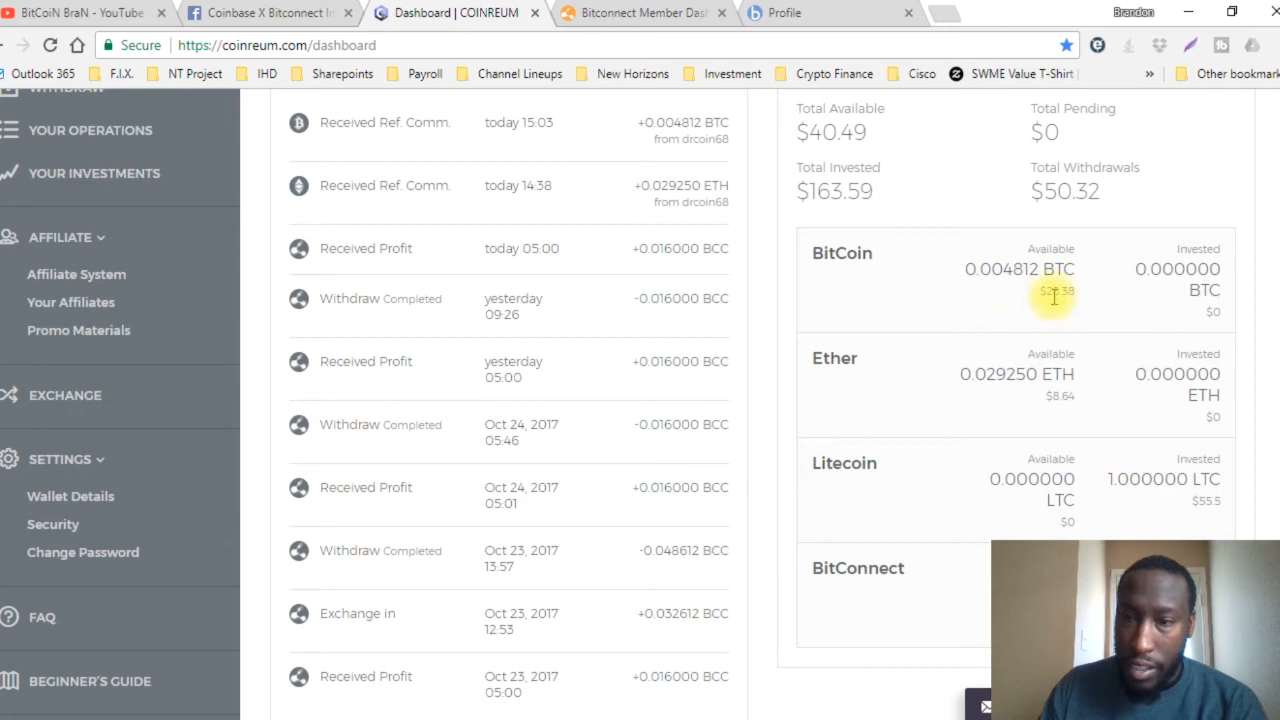 BitCoiN BraN - YouTube
Coinbase X Bitconnect In
Dashboard | COINREUM
Bitconnect Member Das
Profile
Brandon
Secure
https://coinreum.com/dashboard
Outlook 365
F.I.X.
NT Project
IHD
Sharepoints
Payroll
Channel Lineups
New Horizons
Investment
Crypto Finance
Cisco
SWME Value T-Shirt
»
Other bookmark
WITHDRAW
YOUR OPERATIONS
YOUR INVESTMENTS
AFFILIATE
Affiliate System
Your Affiliates
Promo Materials
EXCHANGE
SETTINGS
Wallet Details
Security
Change Password
FAQ
BEGINNER'S GUIDE
Received Ref. Comm. today 15:03 +0.004812 BTC
from drcoin68
Received Ref. Comm. today 14:38 +0.029250 ETH
from drcoin68
Received Profit today 05:00 +0.016000 BCC
Withdraw Completed yesterday -0.016000 BCC
09:26
Received Profit yesterday +0.016000 BCC
05:00
Withdraw Completed Oct 24, 2017 -0.016000 BCC
05:46
Received Profit Oct 24, 2017 +0.016000 BCC
05:01
Withdraw Completed Oct 23, 2017 -0.048612 BCC
13:57
Exchange in Oct 23, 2017 +0.032612 BCC
12:53
Received Profit Oct 23, 2017 +0.016000 BCC
05:00
Total Available Total Pending
$40.49 $0
Total Invested Total Withdrawals
$163.59 $50.32
BitCoin Available Invested
0.004812 BTC 0.000000
BTC
$0
Ether Available Invested
0.029250 ETH 0.000000
$8.64 ETH
$0
Litecoin Available Invested
0.000000 1.000000 LTC
LTC $55.5
$0
BitConnect